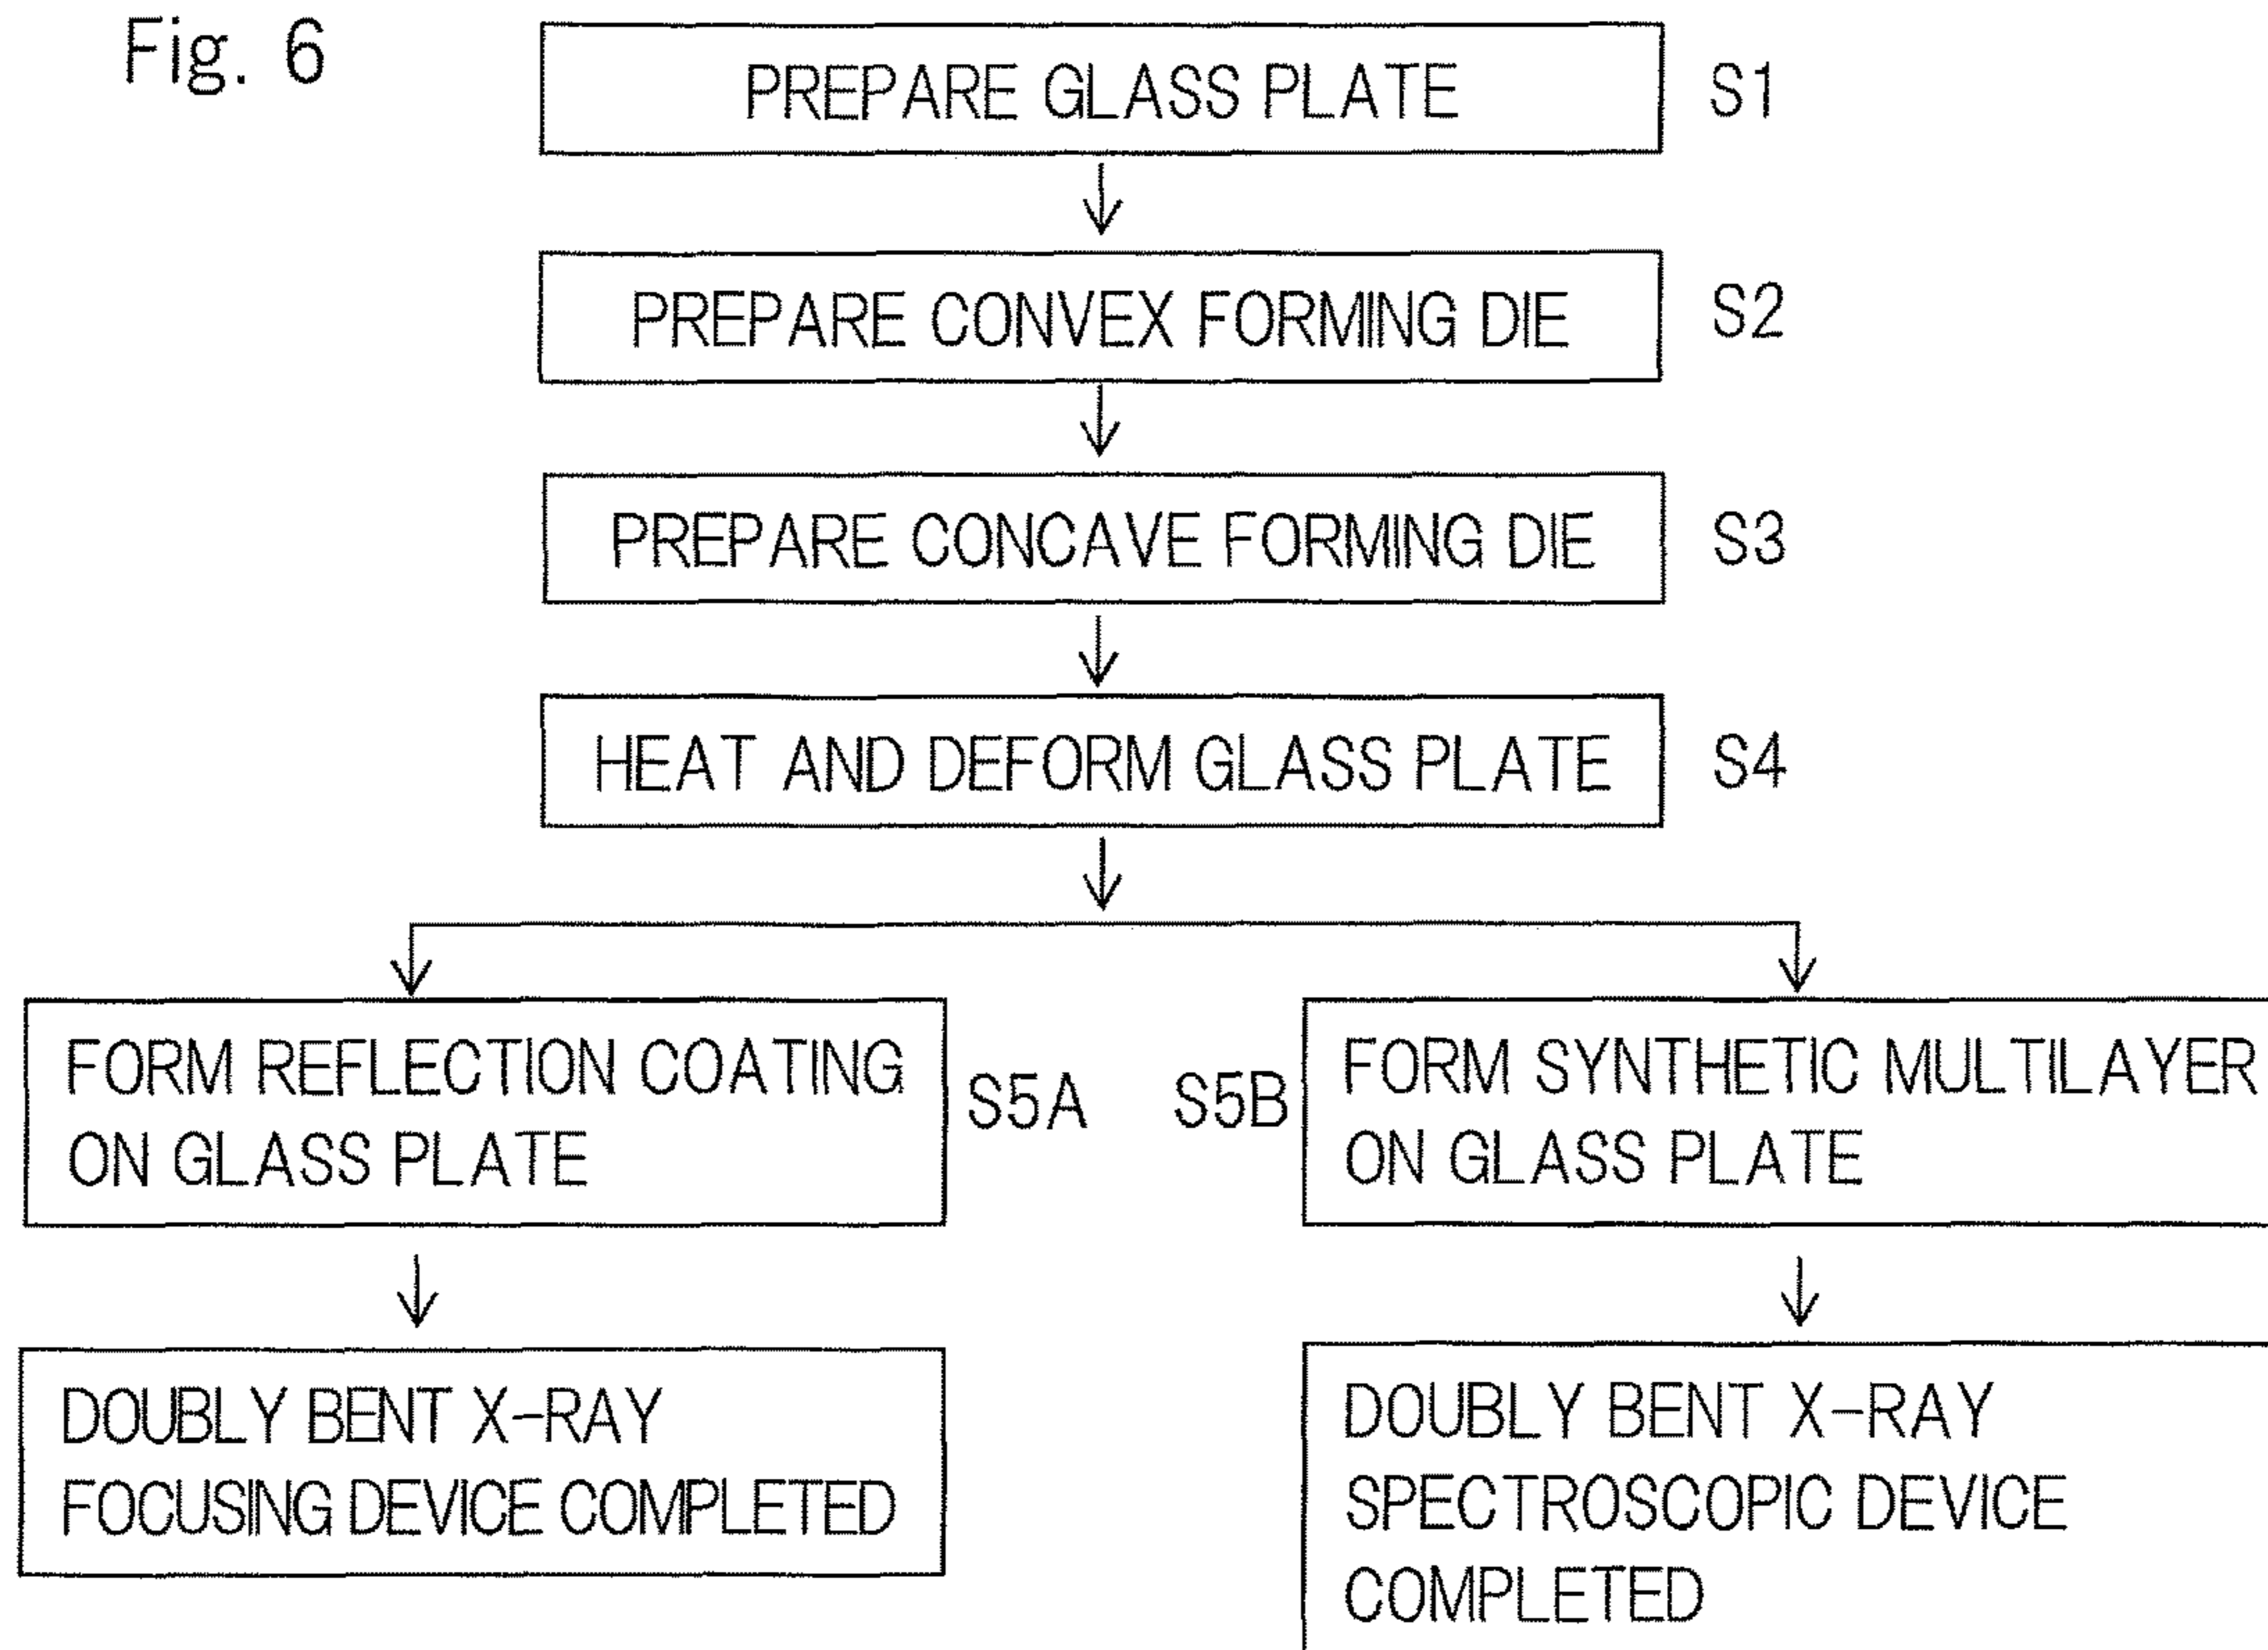 Fig. 6
PREPARE GLASS PLATE
S1
PREPARE CONVEX FORMING DIE
S2
PREPARE CONCAVE FORMING DIE
S3
HEAT AND DEFORM GLASS PLATE
S4
FORM REFLECTION COATING
ON GLASS PLATE
S5A
S5B
FORM SYNTHETIC MULTILAYER
ON GLASS PLATE
DOUBLY BENT X-RAY
FOCUSING DEVICE COMPLETED
DOUBLY BENT X-RAY
SPECTROSCOPIC DEVICE
COMPLETED